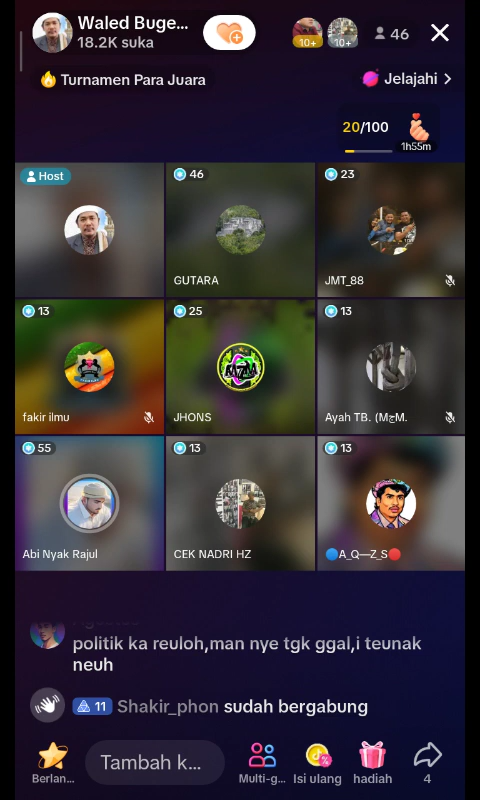 Waled Buge...
18.2K suka
10+
10+
46
Turnamen Para Juara
Jelajahi
20/100
1h55m
Host
46
GUTARA
23
JMT_88
13
fakir ilmu
25
JHONS
13
Ayah TB. (MحM.
55
Abi Nyak Rajul
13
CEK NADRI HZ
13
🔵A_Q—Z_S🔴
politik ka reuloh,man nye tgk ggal,i teunak
neuh
11 Shakir_phon sudah bergabung
Berlan...
Tambah k...
Multi-g...
Isi ulang
hadiah
4